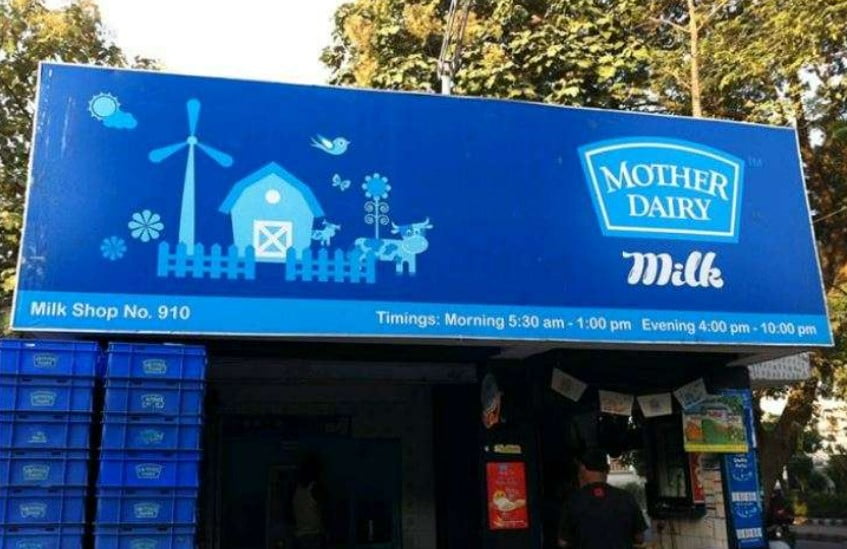 MOTHER
DAIRY
TM
Milk
Milk Shop No. 910
Timings: Morning 5:30 am - 1:00 pm Evening 4:00 pm - 10:00 pm